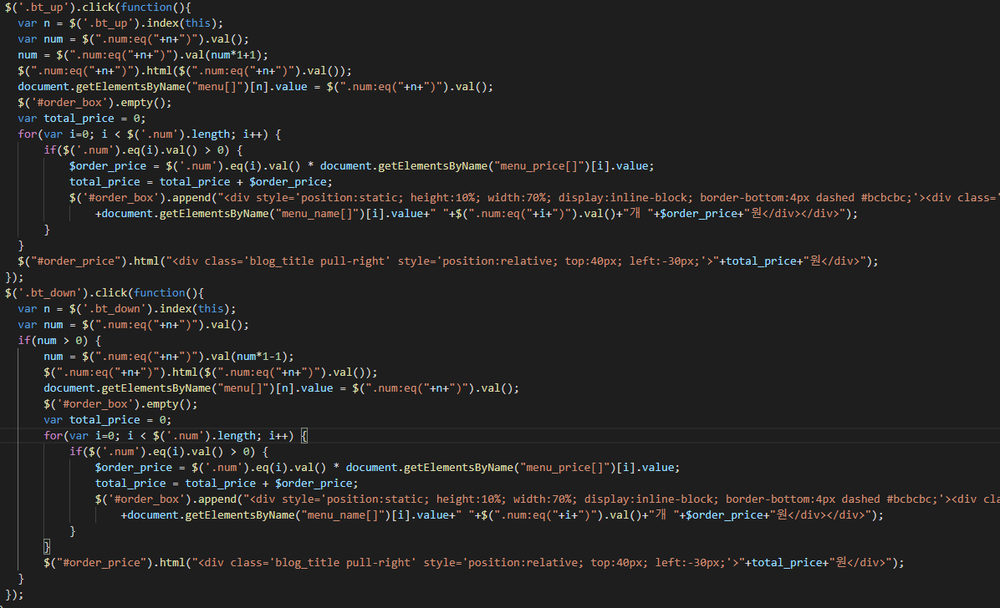 $('.bt_up').click(function(){
var n = $('.bt_up').index(this);
var num = $(".num:eq("+n+")").val();
num = $(".num:eq("+n+")").val(num*1+1);
$(".num:eq("+n+")").html($(".num:eq("+n+")").val());
document.getElementsByName("menu[]")[n].value = $(".num:eq("+n+")").val();
$('#order_box').empty();
var total_price = 0;
for(var i=0; i < $('.num').length; i++) {
if($('.num').eq(i).val() > 0) {
$order_price = $('.num').eq(i).val() * document.getElementsByName("menu_price[]")[i].value;
total_price = total_price + $order_price;
$('#order_box').append("<div style='position:static; height:10%; width:70%; display:inline-block; border-bottom:4px dashed #bcbcbc;'><div class='
+document.getElementsByName("menu_name[]")[i].value+" "+$(".num:eq("+i+")").val()+"개 "+$order_price+"원</div></div>");
}
}
$("#order_price").html("<div class='blog_title pull-right' style='position:relative; top:40px; left:-30px;'>"+total_price+"원</div>");
});
$('.bt_down').click(function(){
var n = $('.bt_down').index(this);
var num = $(".num:eq("+n+")").val();
if(num > 0) {
num = $(".num:eq("+n+")").val(num*1-1);
$(".num:eq("+n+")").html($(".num:eq("+n+")").val());
document.getElementsByName("menu[]")[n].value = $(".num:eq("+n+")").val();
$('#order_box').empty();
var total_price = 0;
for(var i=0; i < $('.num').length; i++) {
if($('.num').eq(i).val() > 0) {
$order_price = $('.num').eq(i).val() * document.getElementsByName("menu_price[]")[i].value;
total_price = total_price + $order_price;
$('#order_box').append("<div style='position:static; height:10%; width:70%; display:inline-block; border-bottom:4px dashed #bcbcbc;'><div cla
+document.getElementsByName("menu_name[]")[i].value+" "+$(".num:eq("+i+")").val()+"개 "+$order_price+"원</div></div>");
}
}
$("#order_price").html("<div class='blog_title pull-right' style='position:relative; top:40px; left:-30px;'>"+total_price+"원</div>");
}
});